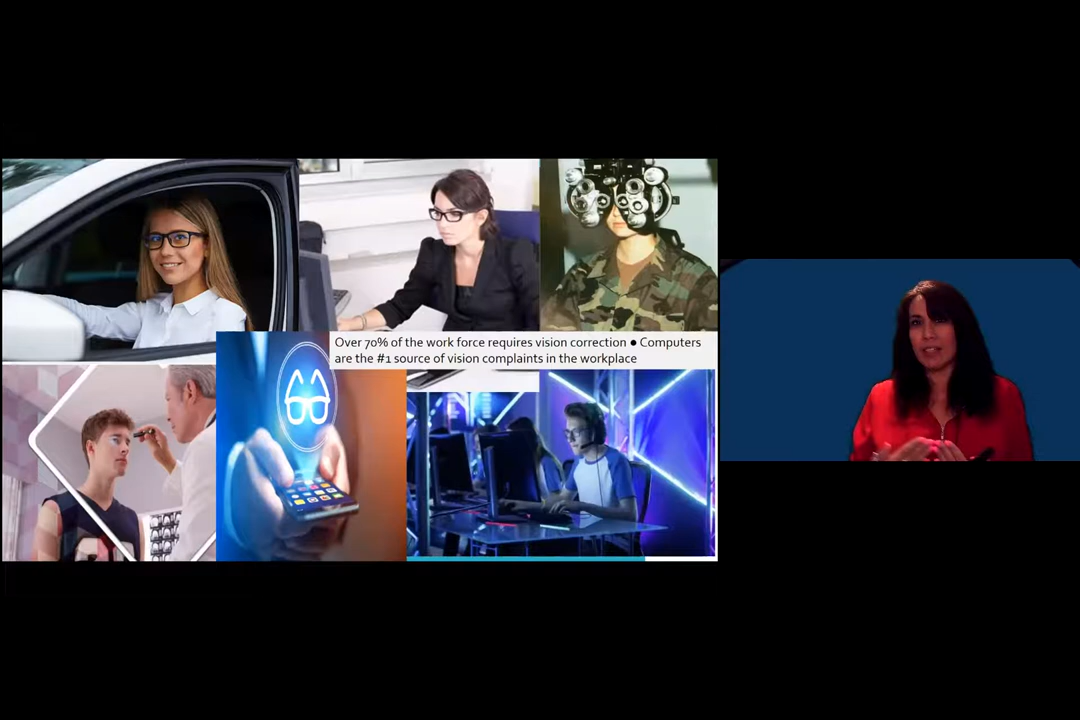 Over 70% of the work force requires vision correction ● Computers
are the #1 source of vision complaints in the workplace